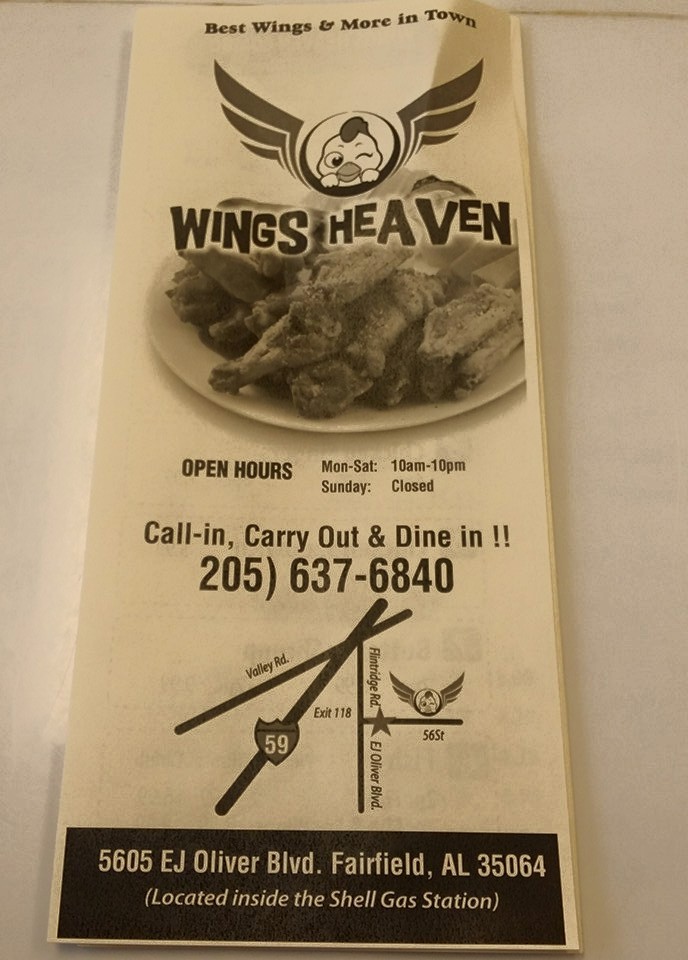 Best Wings & More in Town
WINGS HEAVEN
OPEN HOURS Mon-Sat: 10am-10pm
Sunday: Closed
Call-in, Carry Out & Dine in !!
205) 637-6840
Valley Rd.
Flintridge Rd.
Exit 118
59
56St
EJ Oliver Blvd.
5605 EJ Oliver Blvd. Fairfield, AL 35064
(Located inside the Shell Gas Station)